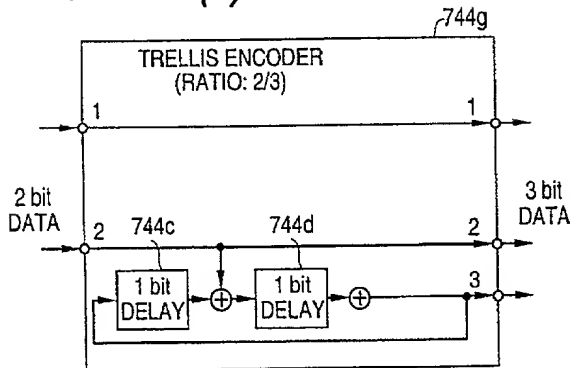 744g
TRELLIS ENCODER
(RATIO: 2/3)
1
1
2 bit
DATA
3 bit
DATA
2
744c
744d
2
1 bit
DELAY
1 bit
DELAY
3